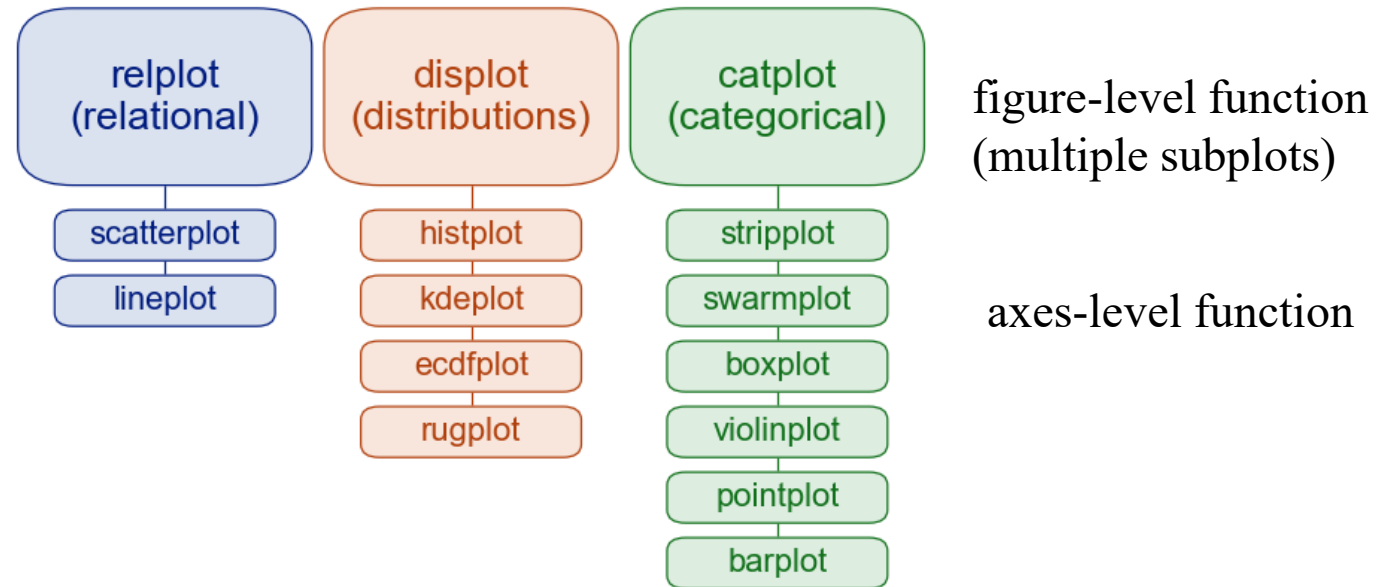 relplot
(relational)
scatterplot
lineplot
displot
(distributions)
histplot
kdeplot
ecdfplot
rugplot
catplot
(categorical)
stripplot
swarmplot
boxplot
violinplot
pointplot
barplot
figure-level function
(multiple subplots)
axes-level function